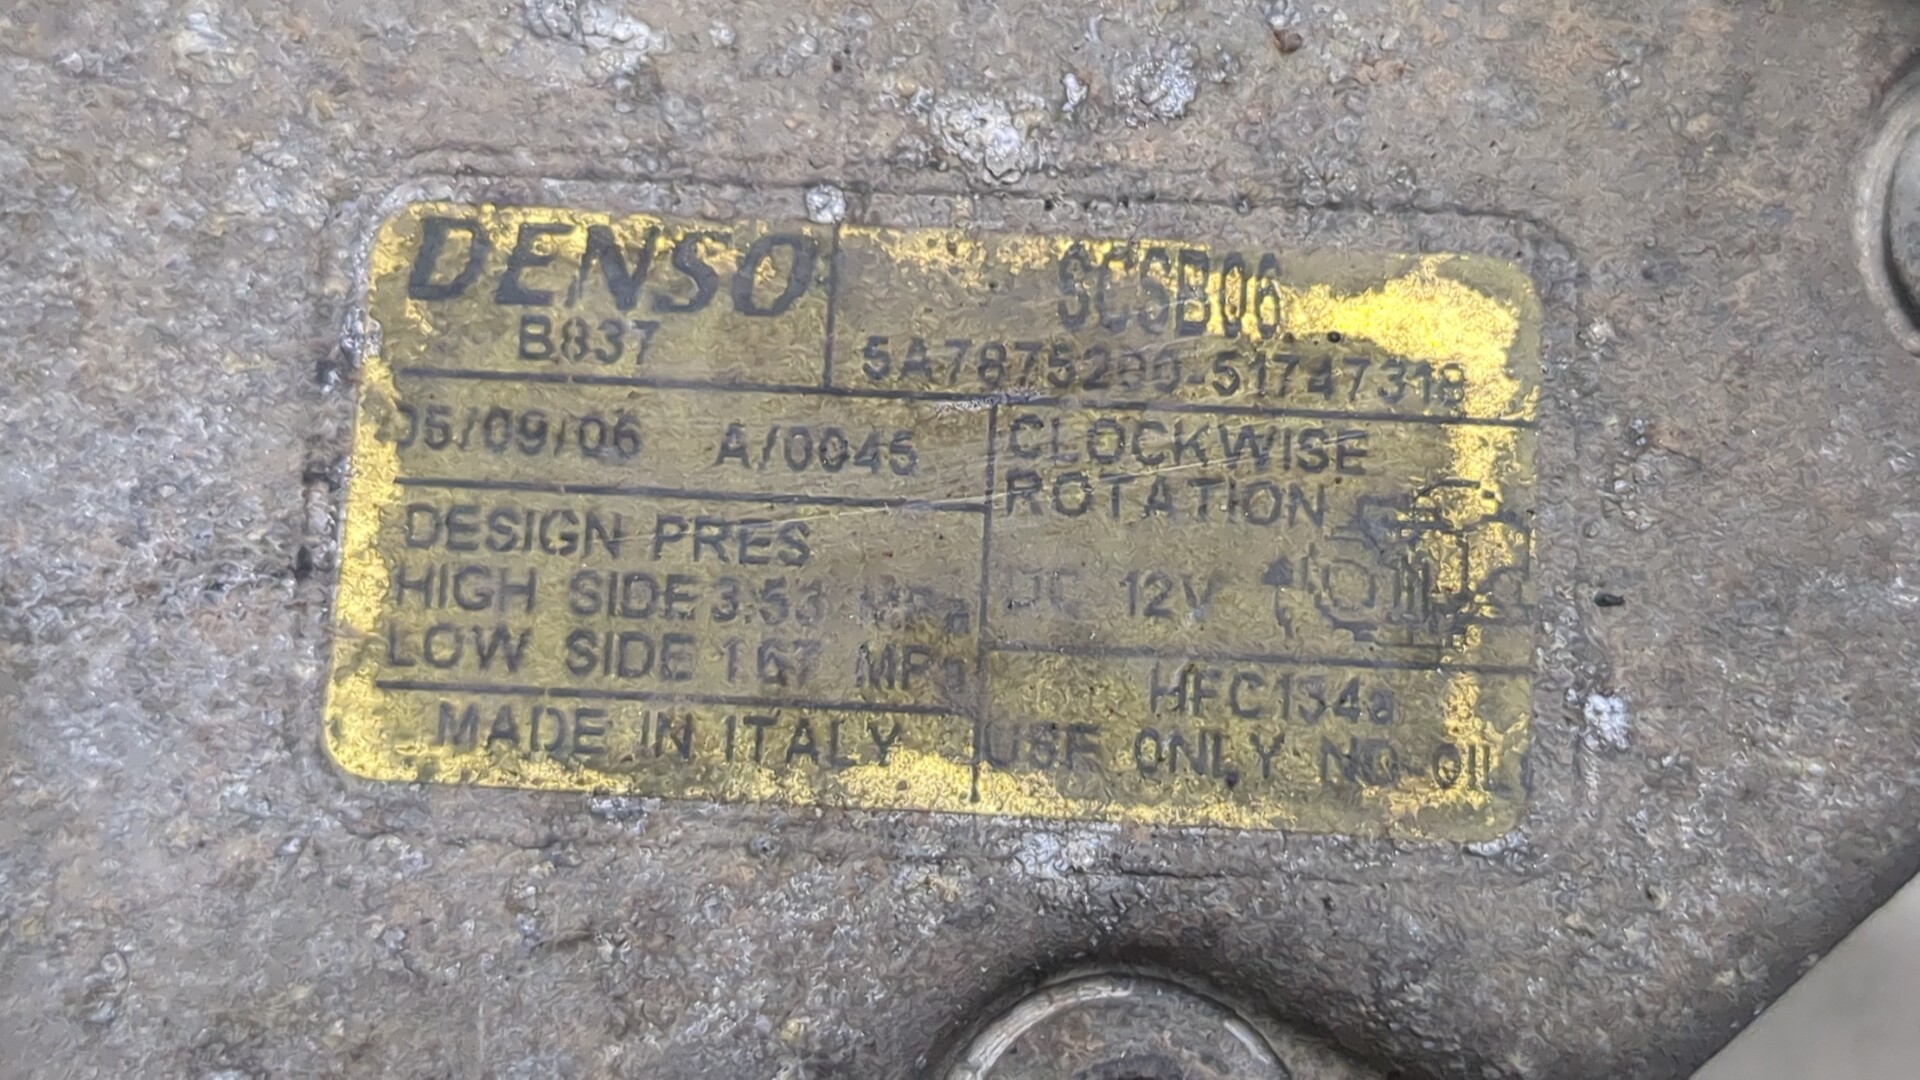 DENSO
B837
SCSB06
5A7875200-51747318
05/09/06 A/0045
CLOCKWISE
ROTATION
DESIGN PRES
HIGH SIDE 3.53 MPa
LOW SIDE 1.67 MPa
DC 12V
MADE IN ITALY
HFC134a
USE ONLY ND-OIL